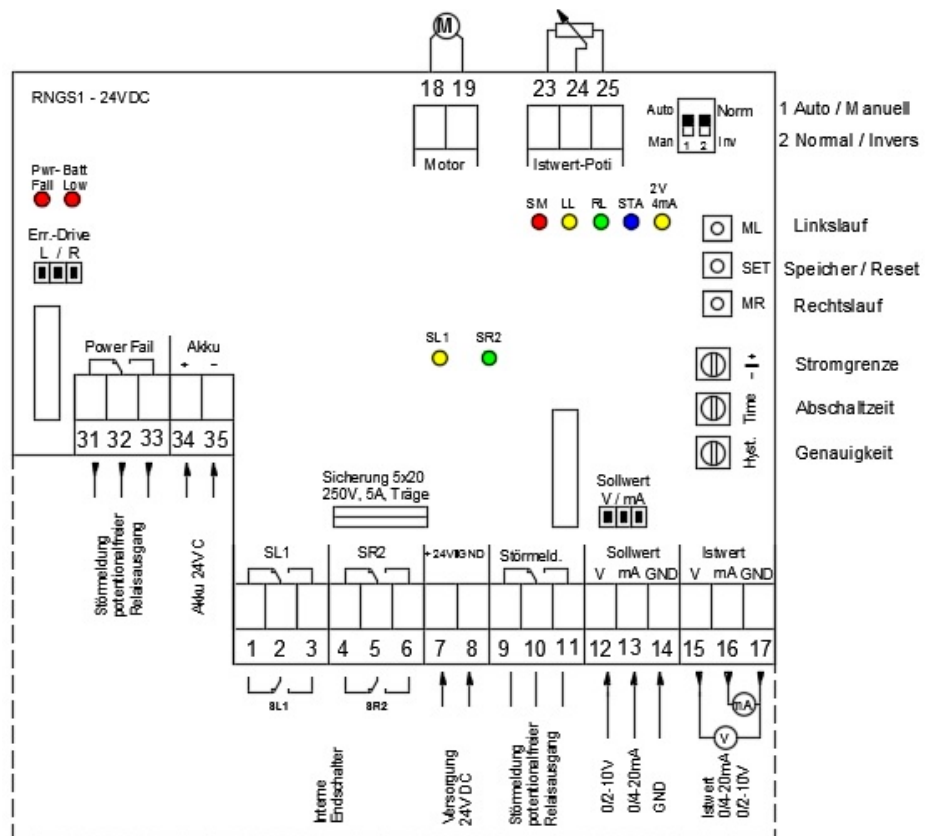 M
18 19
23 24 25
RNGS1 - 24VDC
Motor
Istwert-Poti
Auto Norm
Man 1 2 Inv
1 Auto / Manuell
2 Normal / Invers
Pwr- Batt
Fail Low
SM LL RL STA 2V
4mA
Err.-Drive
L / R
ML Linkslauf
SET Speicher / Reset
MR Rechtslauf
SL1 SR2
Power Fail Akku
+ -
+ - Stromgrenze
Time Abschaltzeit
Hyst. Genauigkeit
31 32 33 34 35
Störmeldung
potentialfreier
Relaisausgang
Akku 24V C
Sicherung 5x20
250V, 5A, Träge
Sollwert
V / mA
SL1 SR2 + 24V GND Störmeld. Sollwert Istwert
V mA GND V mA GND
1 2 3 4 5 6 7 8 9 10 11 12 13 14 15 16 17
SL1 SR2
mA
V
Interne
Endschalter
Versorgung
24V DC
Störmeldung
potentialfreier
Relaisausgang
0/2-10V
0/4-20mA
GND
Istwert
0/4-20mA
0/2-10V